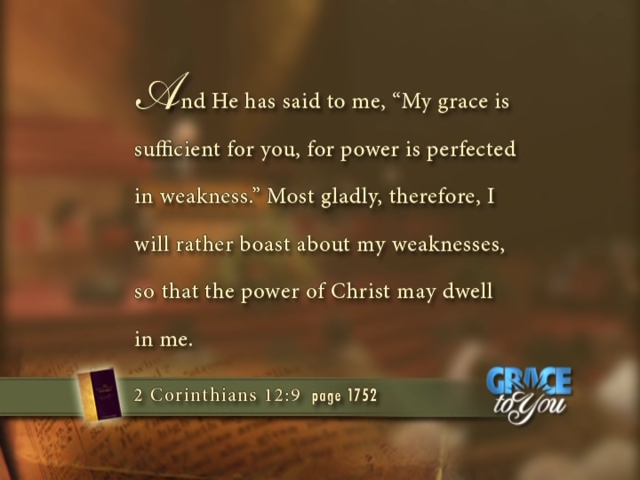 And He has said to me, “My grace is
sufficient for you, for power is perfected
in weakness.” Most gladly, therefore, I
will rather boast about my weaknesses,
so that the power of Christ may dwell
in me.
2 Corinthians 12:9 page 1752
GRACE
to You